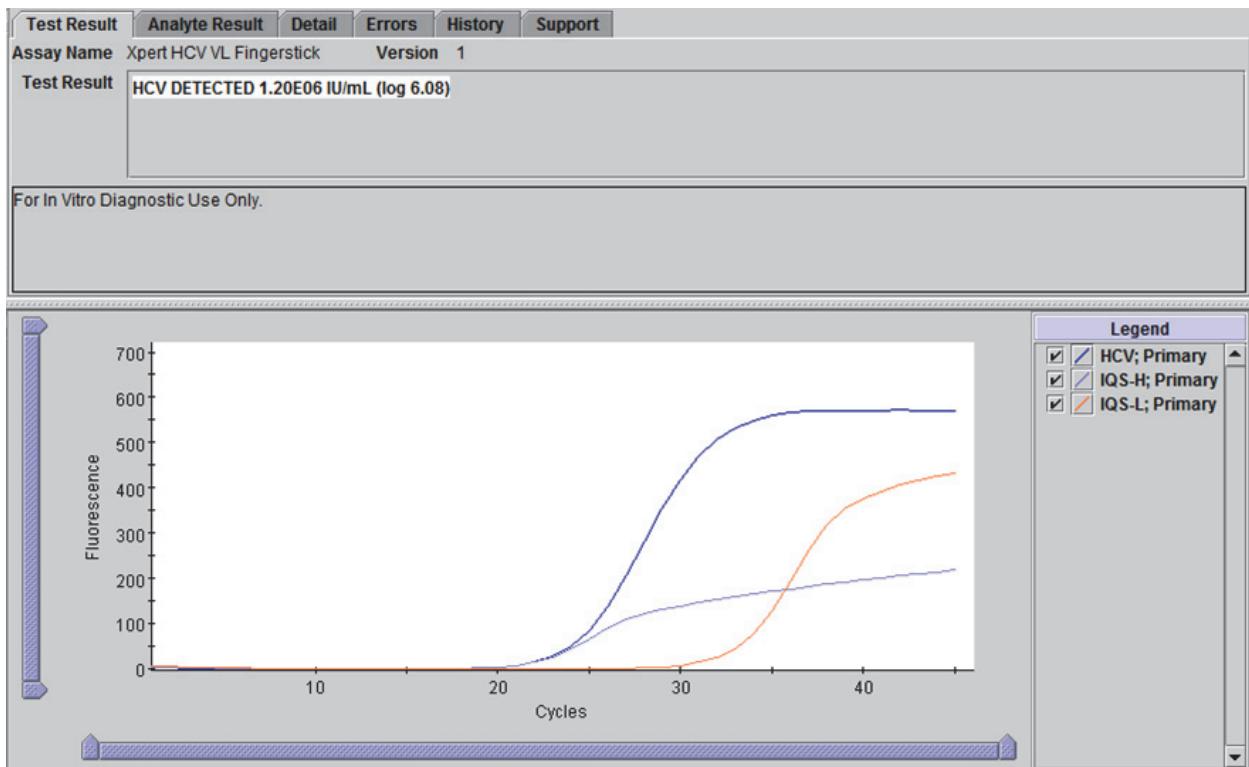 Test Result Analyte Result Detail Errors History Support
Assay Name Xpert HCV VL Fingerstick Version 1
Test Result HCV DETECTED 1.20E06 IU/mL (log 6.08)
For In Vitro Diagnostic Use Only.
700
600
500
400
300
200
100
0
Fluorescence
10 20 30 40
Cycles
Legend
HCV; Primary
IQS-H; Primary
IQS-L; Primary